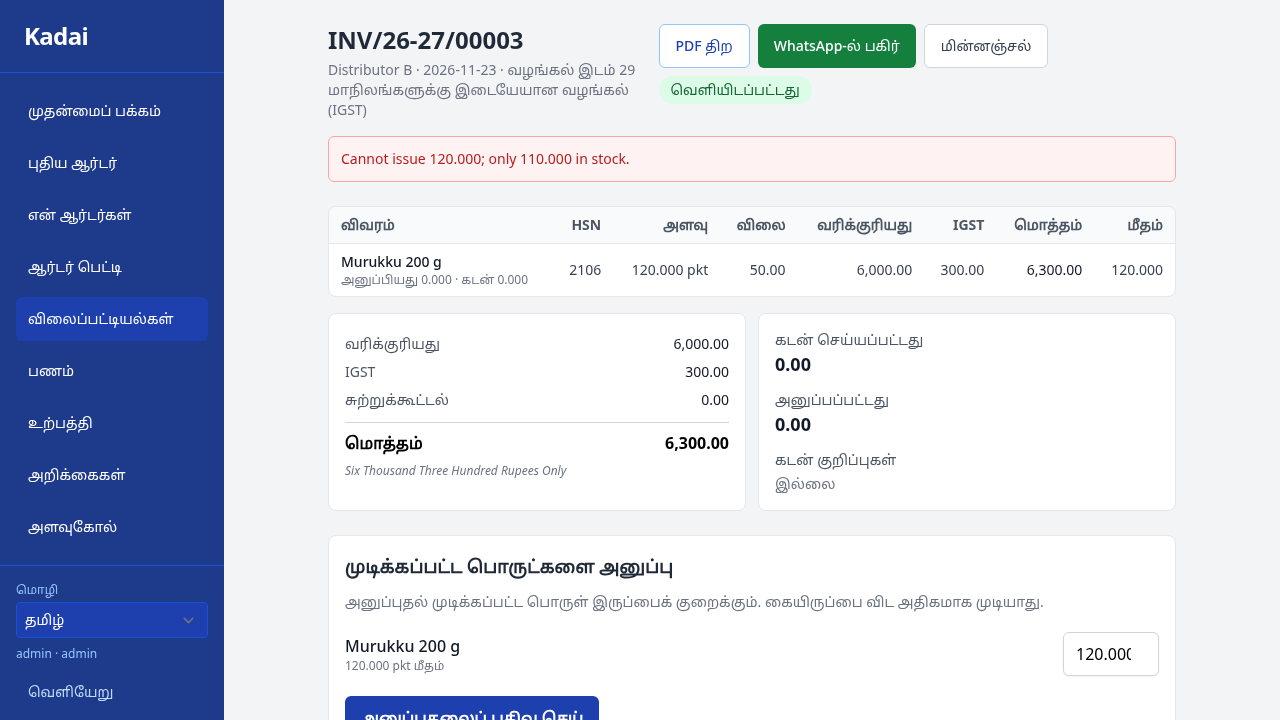 Kadai
முதன்மைப் பக்கம்
புதிய ஆர்டர்
என் ஆர்டர்கள்
ஆர்டர் பெட்டி
விலைப்பட்டியல்கள்
பணம்
உற்பத்தி
அறிக்கைகள்
அளவுகோல்
மொழி
தமிழ்
admin · admin
வெளியேறு
INV/26-27/00003
Distributor B · 2026-11-23 · வழங்கல் இடம் 29
மாநிலங்களுக்கு இடையேயான வழங்கல்
(IGST)
PDF திற
WhatsApp-ல் பகிர்
மின்னஞ்சல்
வெளியிடப்பட்டது
Cannot issue 120.000; only 110.000 in stock.
விவரம் HSN அளவு விலை வரிக்குரியது IGST மொத்தம் மீதம்
Murukku 200 g 2106 120.000 pkt 50.00 6,000.00 300.00 6,300.00 120.000
அனுப்பியது 0.000 · கடன் 0.000
வரிக்குரியது 6,000.00
IGST 300.00
சுற்றுக்கூட்டல் 0.00
மொத்தம் 6,300.00
Six Thousand Three Hundred Rupees Only
கடன் செய்யப்பட்டது
0.00
அனுப்பப்பட்டது
0.00
கடன் குறிப்புகள்
இல்லை
முடிக்கப்பட்ட பொருட்களை அனுப்பு
அனுப்புதல் முடிக்கப்பட்ட பொருள் இருப்பைக் குறைக்கும். கையிருப்பை விட அதிகமாக முடியாது.
Murukku 200 g
120.000 pkt மீதம்
120.000
அனுப்புதலைப் பதிவு செய்